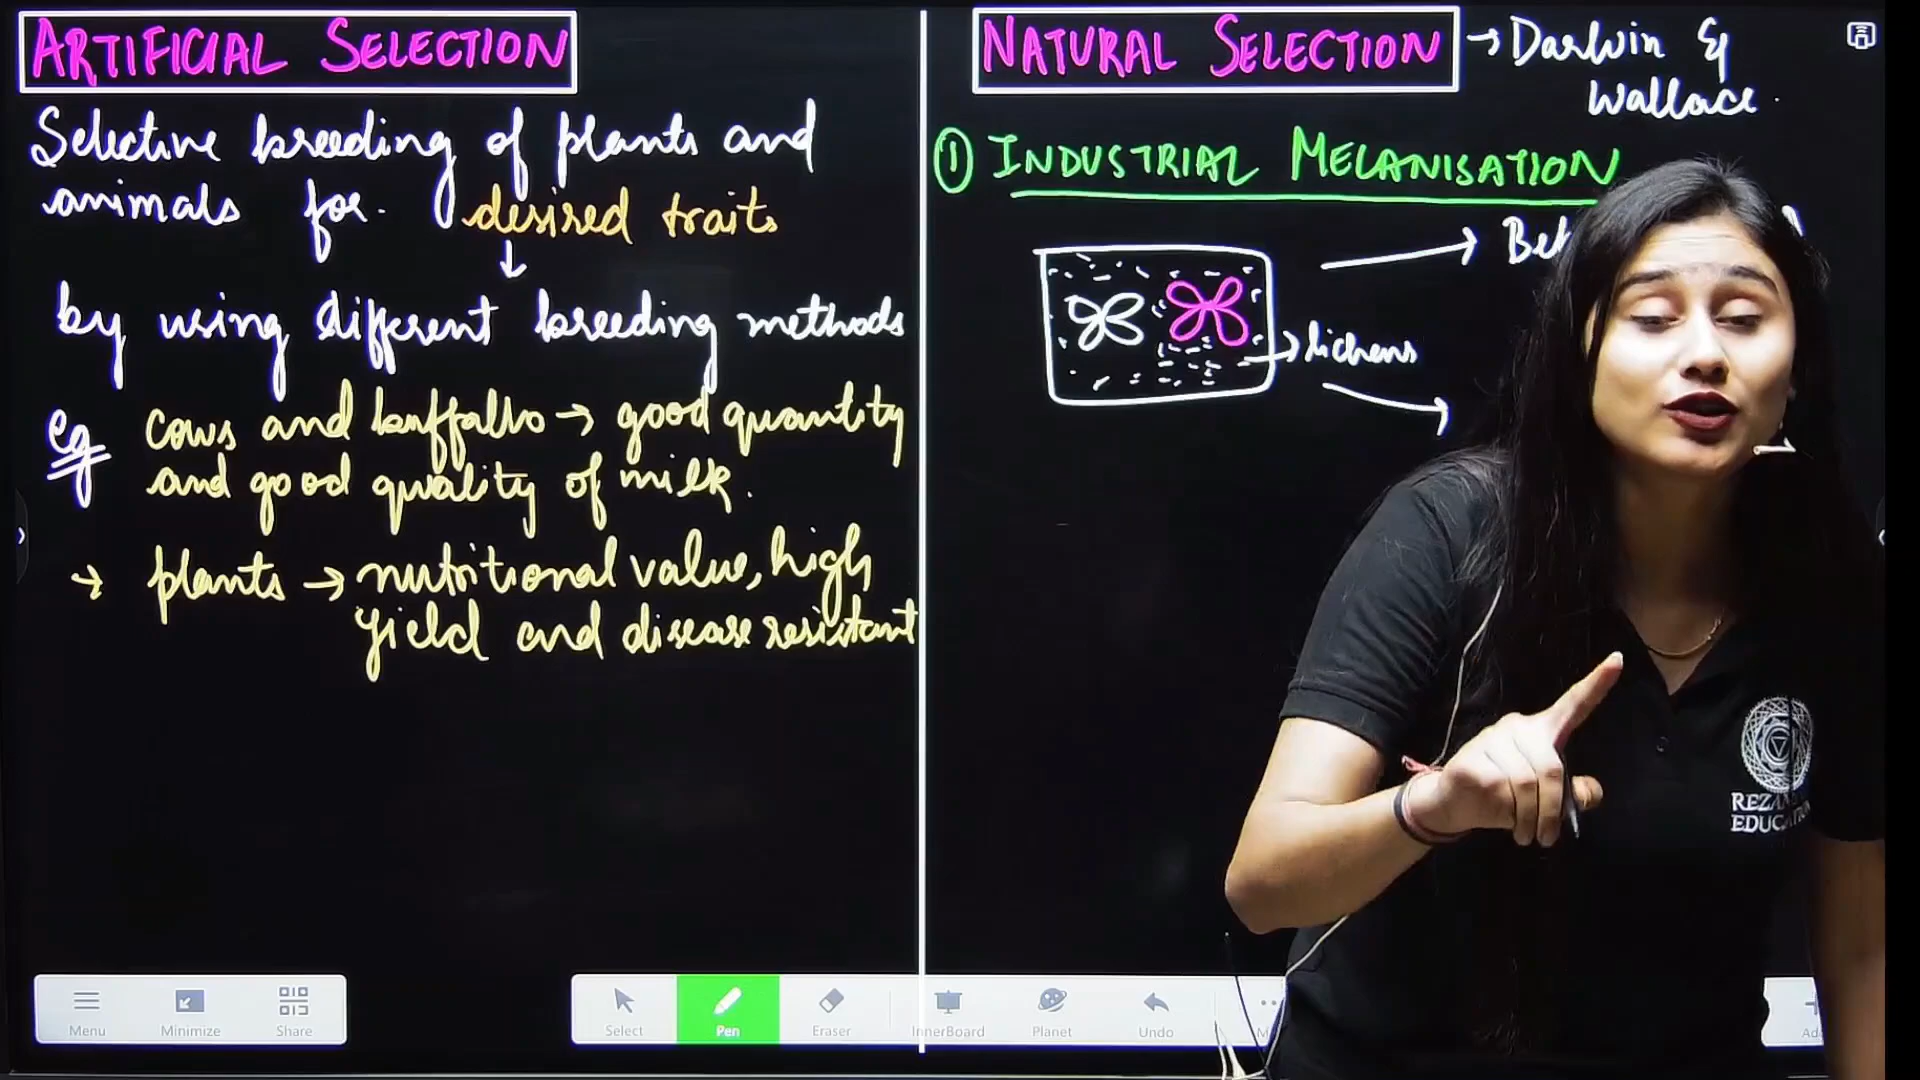 ARTIFICIAL SELECTION
Selective breeding of plants and
animals for desired traits
↓
by using different breeding methods
eg cows and buffallo → good quantity
and good quality of milk.
→ plants → nutritional value, high
yield and disease resistant
NATURAL SELECTION → Darwin &
Wallace.
① INDUSTRIAL MELANISATION
→ lichens
REZA
EDUCAT
Menu
Minimize
Share
Select
Pen
Eraser
InnerBoard
Planet
Undo